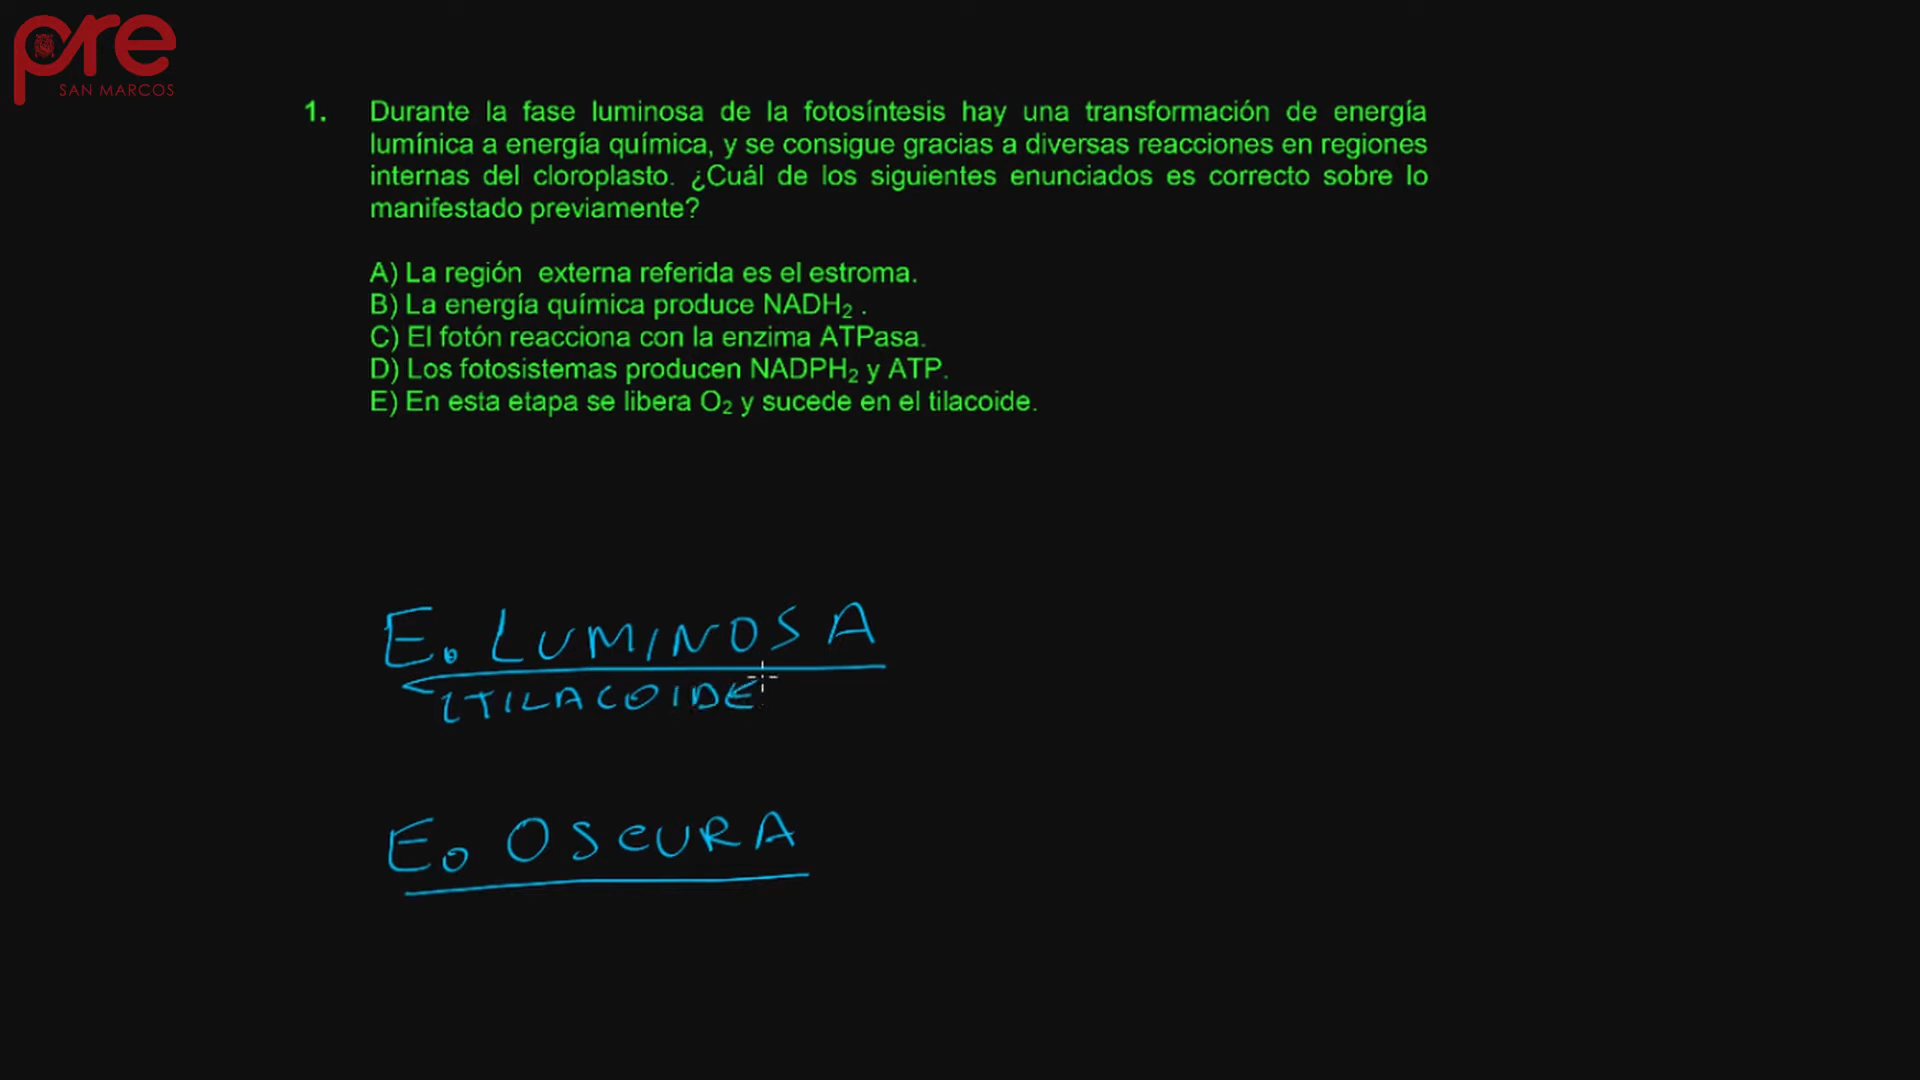 pre
SAN MARCOS
1. Durante la fase luminosa de la fotosíntesis hay una transformación de energía
lumínica a energía química, y se consigue gracias a diversas reacciones en regiones
internas del cloroplasto. ¿Cuál de los siguientes enunciados es correcto sobre lo
manifestado previamente?
A) La región externa referida es el estroma.
B) La energía química produce NADH₂ .
C) El fotón reacciona con la enzima ATPasa.
D) Los fotosistemas producen NADPH₂ y ATP.
E) En esta etapa se libera O₂ y sucede en el tilacoide.
E. LUMINOSA
(TILACOIDE
E. OSCURA